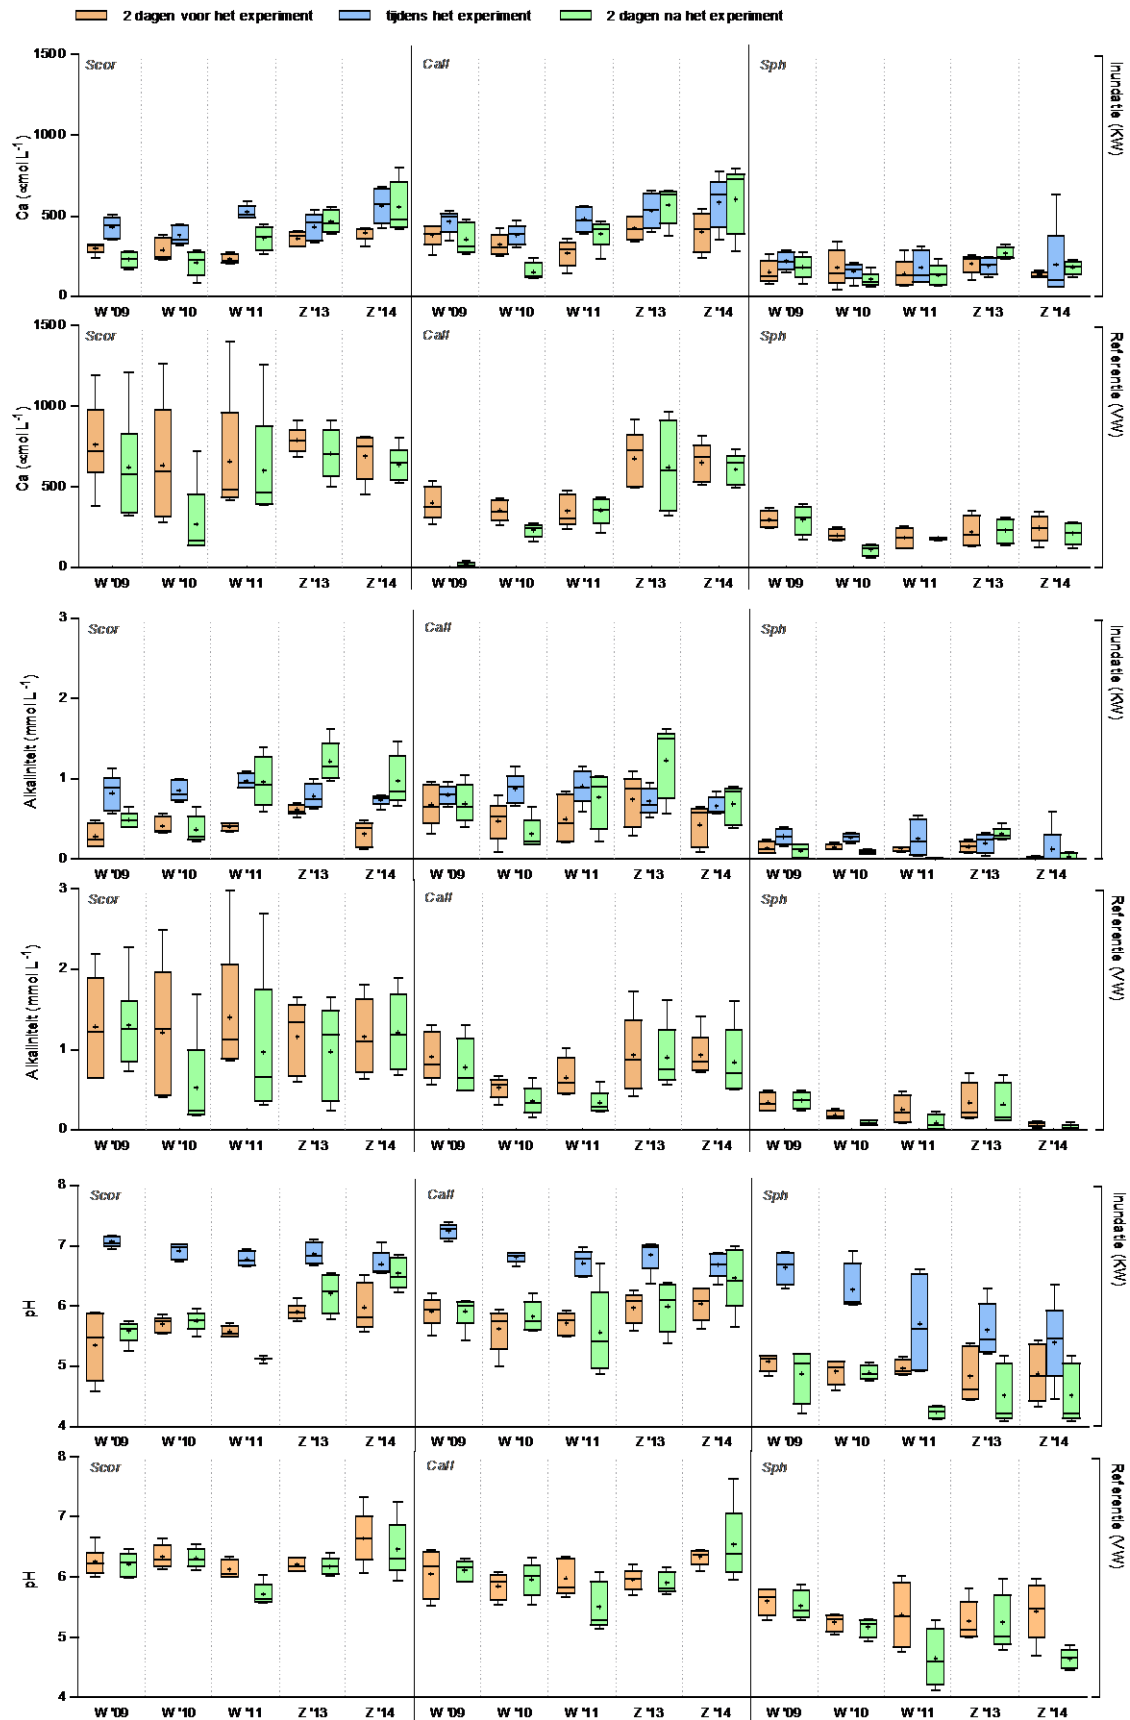 2 dagen voor het experiment tijdens het experiment 2 dagen na het experiment
Scor Call Sph
Ca (∝mol L⁻¹)
1500
1000
500
0
Inundatie (KW)
W '09 W '10 W '11 Z '13 Z '14 W '09 W '10 W '11 Z '13 Z '14 W '09 W '10 W '11 Z '13 Z '14
Scor Call Sph
Ca (∝mol L⁻¹)
1500
1000
500
0
Referentie (VW)
W '09 W '10 W '11 Z '13 Z '14 W '09 W '10 W '11 Z '13 Z '14 W '09 W '10 W '11 Z '13 Z '14
Scor Call Sph
Alkaliniteit (mmol L⁻¹)
3
2
1
0
Inundatie (KW)
W '09 W '10 W '11 Z '13 Z '14 W '09 W '10 W '11 Z '13 Z '14 W '09 W '10 W '11 Z '13 Z '14
Scor Call Sph
Alkaliniteit (mmol L⁻¹)
3
2
1
0
Referentie (VW)
W '09 W '10 W '11 Z '13 Z '14 W '09 W '10 W '11 Z '13 Z '14 W '09 W '10 W '11 Z '13 Z '14
Scor Call Sph
pH
8
7
6
5
4
Inundatie (KW)
W '09 W '10 W '11 Z '13 Z '14 W '09 W '10 W '11 Z '13 Z '14 W '09 W '10 W '11 Z '13 Z '14
Scor Call Sph
pH
8
7
6
5
4
Referentie (VW)
W '09 W '10 W '11 Z '13 Z '14 W '09 W '10 W '11 Z '13 Z '14 W '09 W '10 W '11 Z '13 Z '14